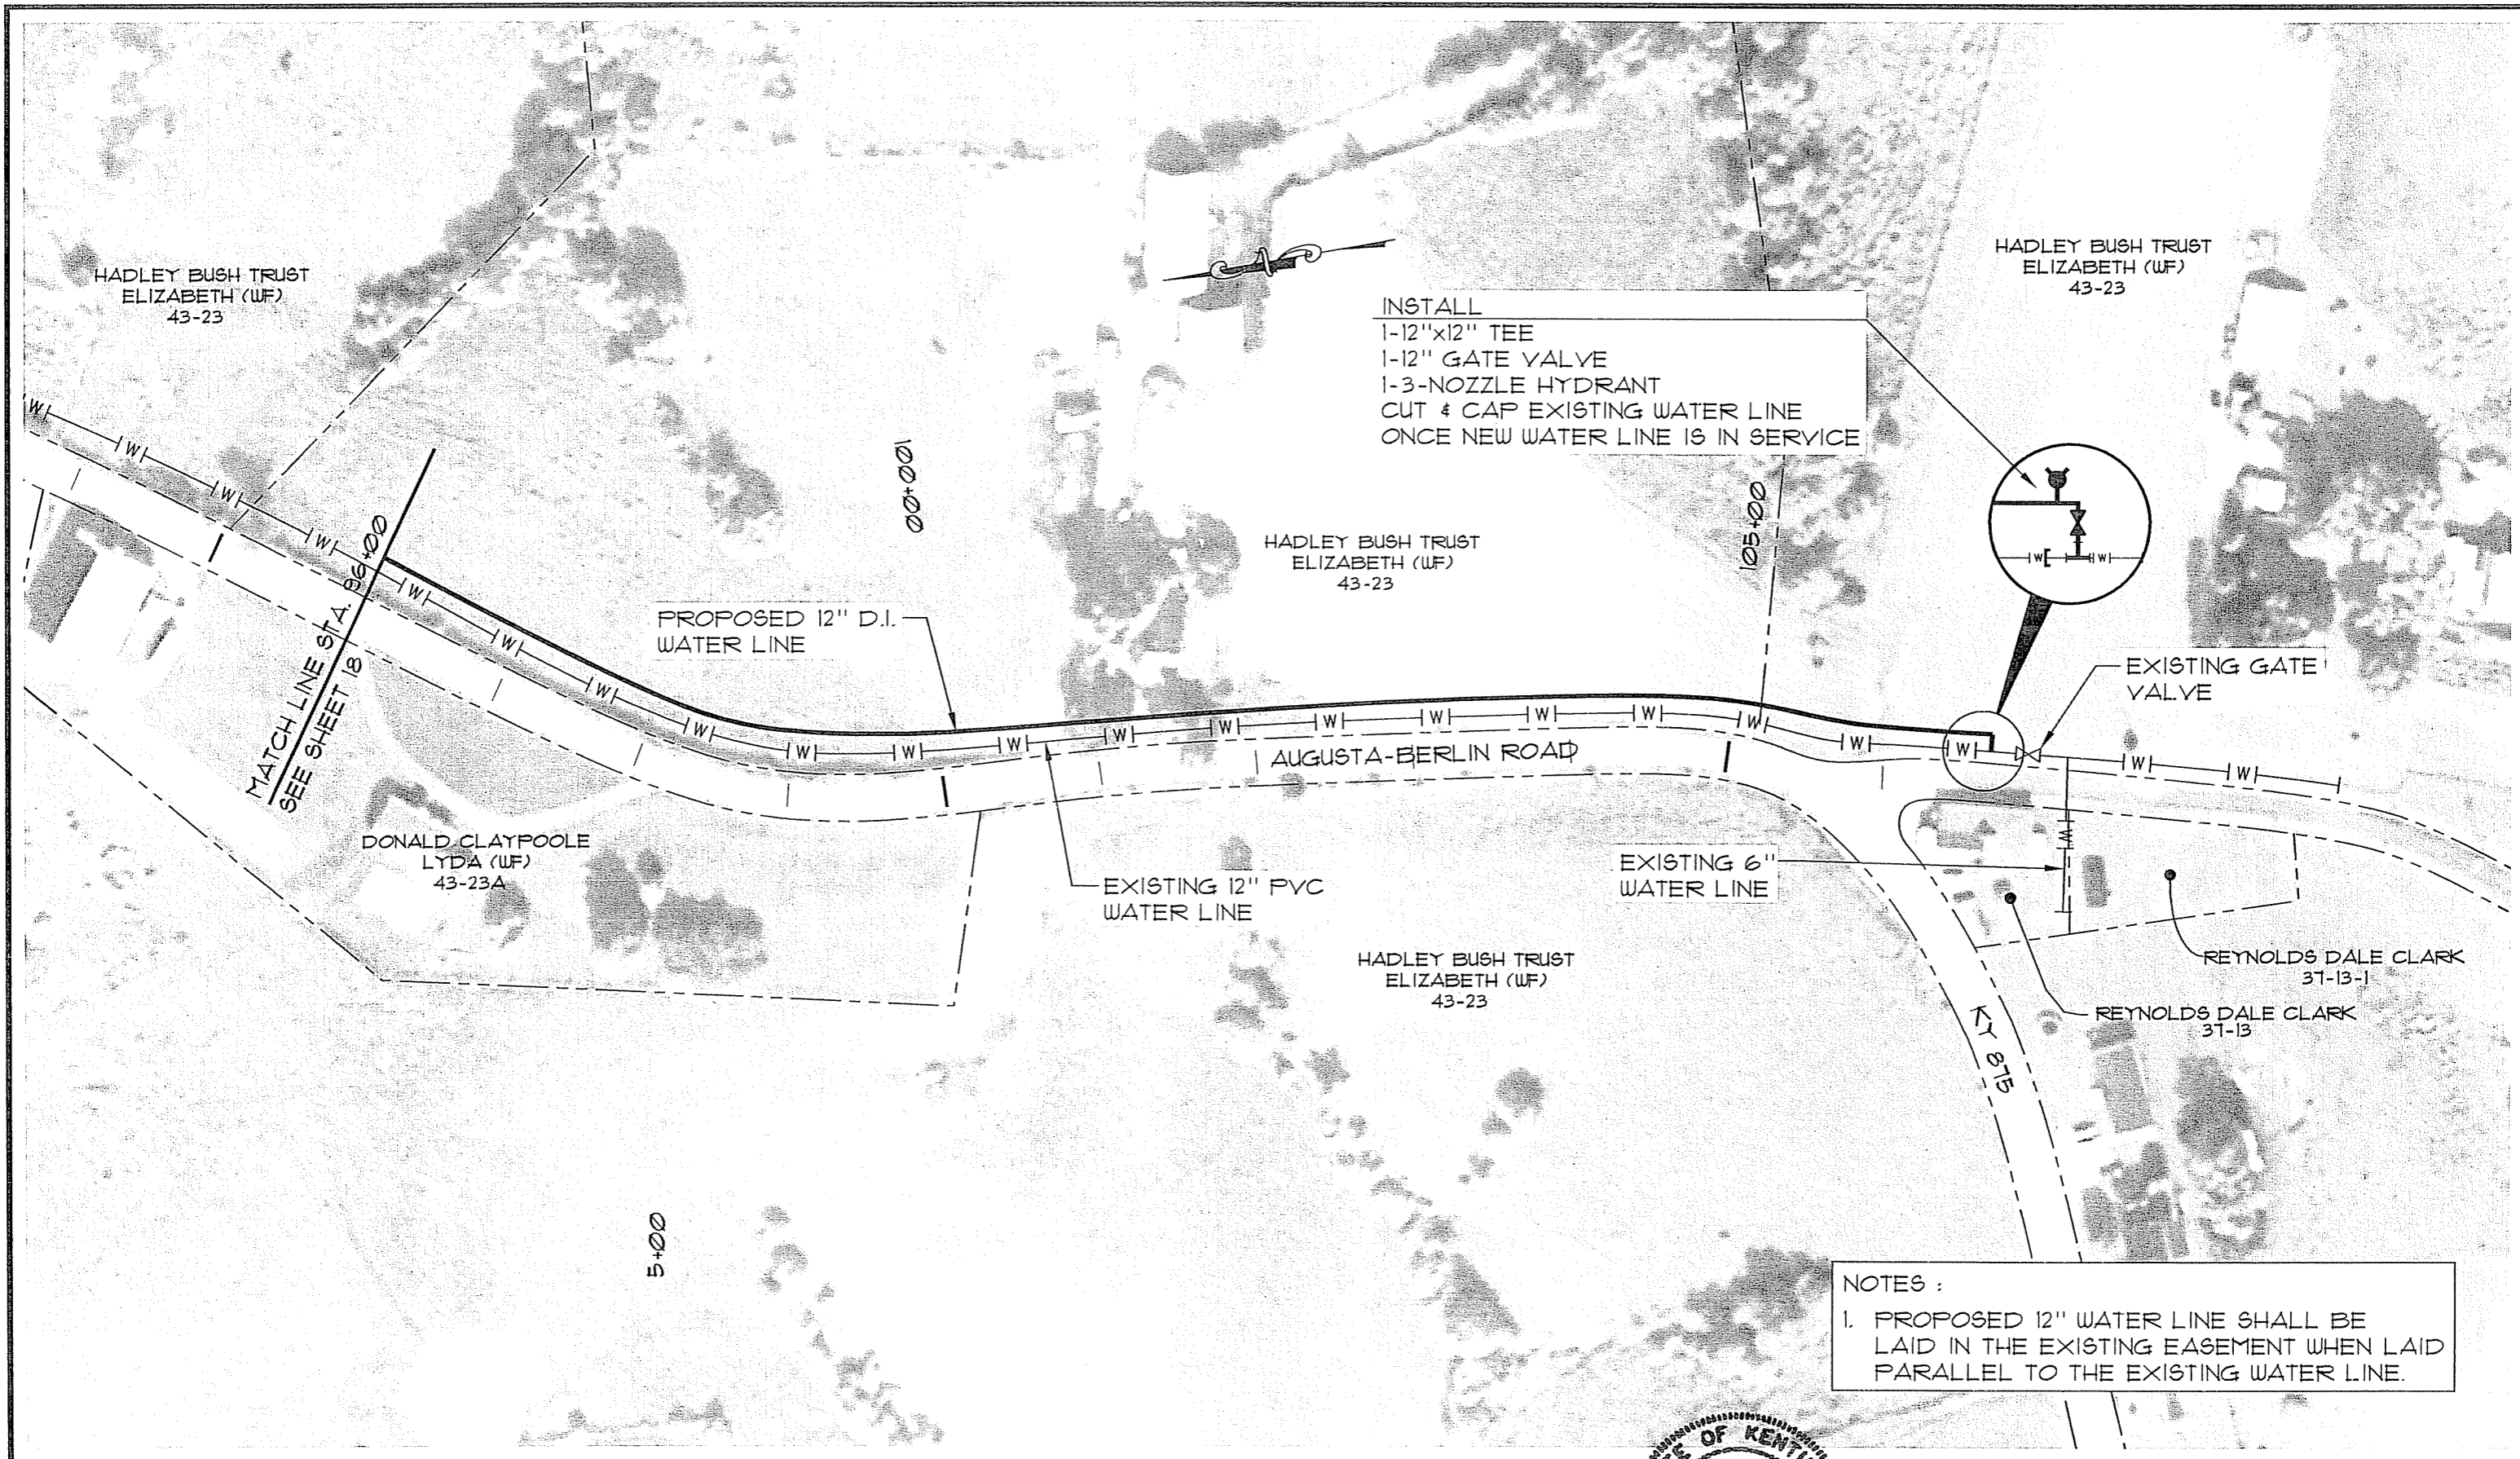 HADLEY BUSH TRUST
ELIZABETH (WF)
43-23
HADLEY BUSH TRUST
ELIZABETH (WF)
43-23
INSTALL
1-12"x12" TEE
1-12" GATE VALVE
1-3-NOZZLE HYDRANT
CUT & CAP EXISTING WATER LINE
ONCE NEW WATER LINE IS IN SERVICE
100+00
105+00
HADLEY BUSH TRUST
ELIZABETH (WF)
43-23
W W W W W W W W W W W W W W W W W W W W W W
W W
W
MATCH LINE STA. 96+00
SEE SHEET 18
PROPOSED 12" D.I.
WATER LINE
EXISTING GATE
VALVE
AUGUSTA-BERLIN ROAD
DONALD CLAYPOOLE
LYDA (WF)
43-23A
EXISTING 12" PVC
WATER LINE
EXISTING 6"
WATER LINE
HADLEY BUSH TRUST
ELIZABETH (WF)
43-23
REYNOLDS DALE CLARK
37-13-1
REYNOLDS DALE CLARK
37-13
KY 875
5+00
NOTES :
1. PROPOSED 12" WATER LINE SHALL BE
LAID IN THE EXISTING EASEMENT WHEN LAID
PARALLEL TO THE EXISTING WATER LINE.
OF